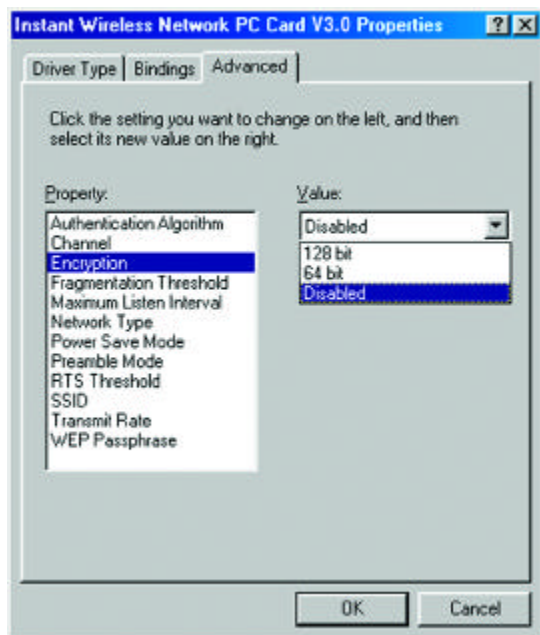 Instant Wireless Network PC Card V3.0 Properties ? X
Driver Type Bindings Advanced
Click the setting you want to change on the left, and then
select its new value on the right.
Property:
Authentication Algorithm
Channel
Encryption
Fragmentation Threshold
Maximum Listen Interval
Network Type
Power Save Mode
Preamble Mode
RTS Threshold
SSID
Transmit Rate
WEP Passphrase
Value:
Disabled
128 bit
64 bit
Disabled
OK Cancel